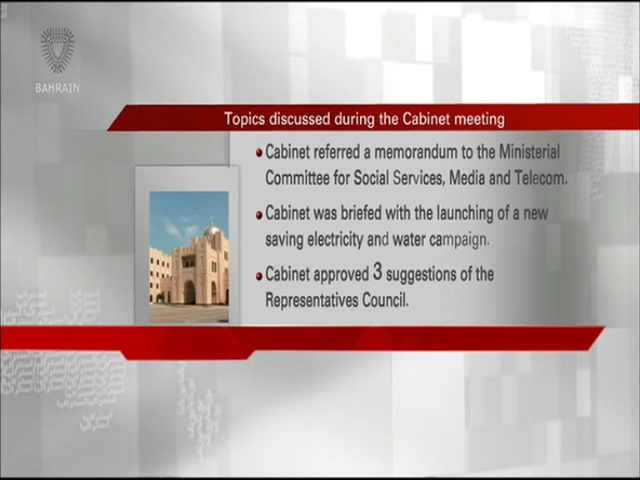 BAHRAIN
Topics discussed during the Cabinet meeting
Cabinet referred a memorandum to the Ministerial
Committee for Social Services, Media and Telecom.
Cabinet was briefed with the launching of a new
saving electricity and water campaign.
Cabinet approved 3 suggestions of the
Representatives Council.